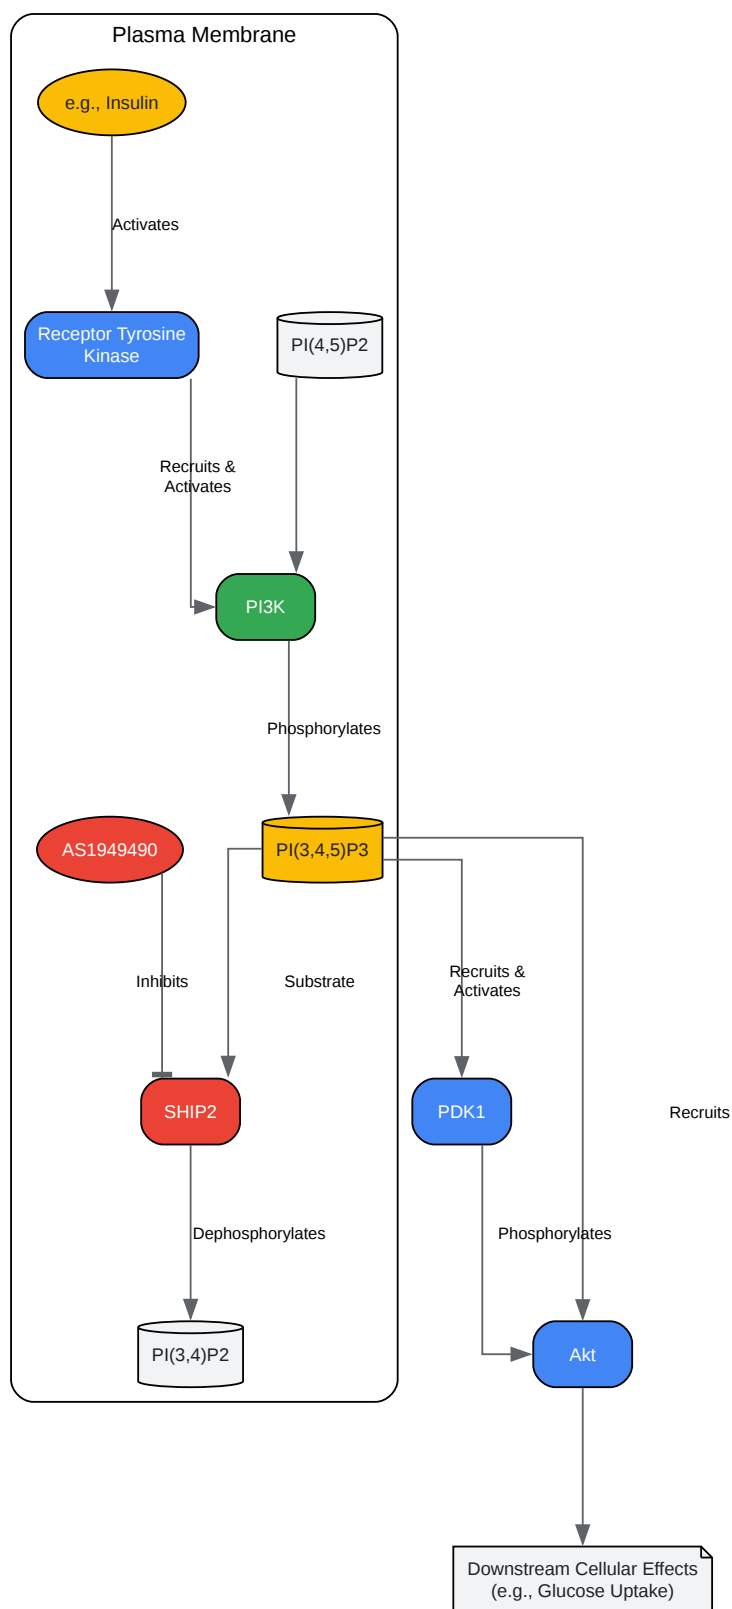 Plasma Membrane
e.g., Insulin
Activates
Receptor Tyrosine
Kinase
PI(4,5)P2
Recruits &
Activates
PI3K
Phosphorylates
AS1949490
PI(3,4,5)P3
Inhibits
Substrate
Recruits &
Activates
SHIP2
PDK1
Recruits
Dephosphorylates
Phosphorylates
PI(3,4)P2
Akt
Downstream Cellular Effects
(e.g., Glucose Uptake)